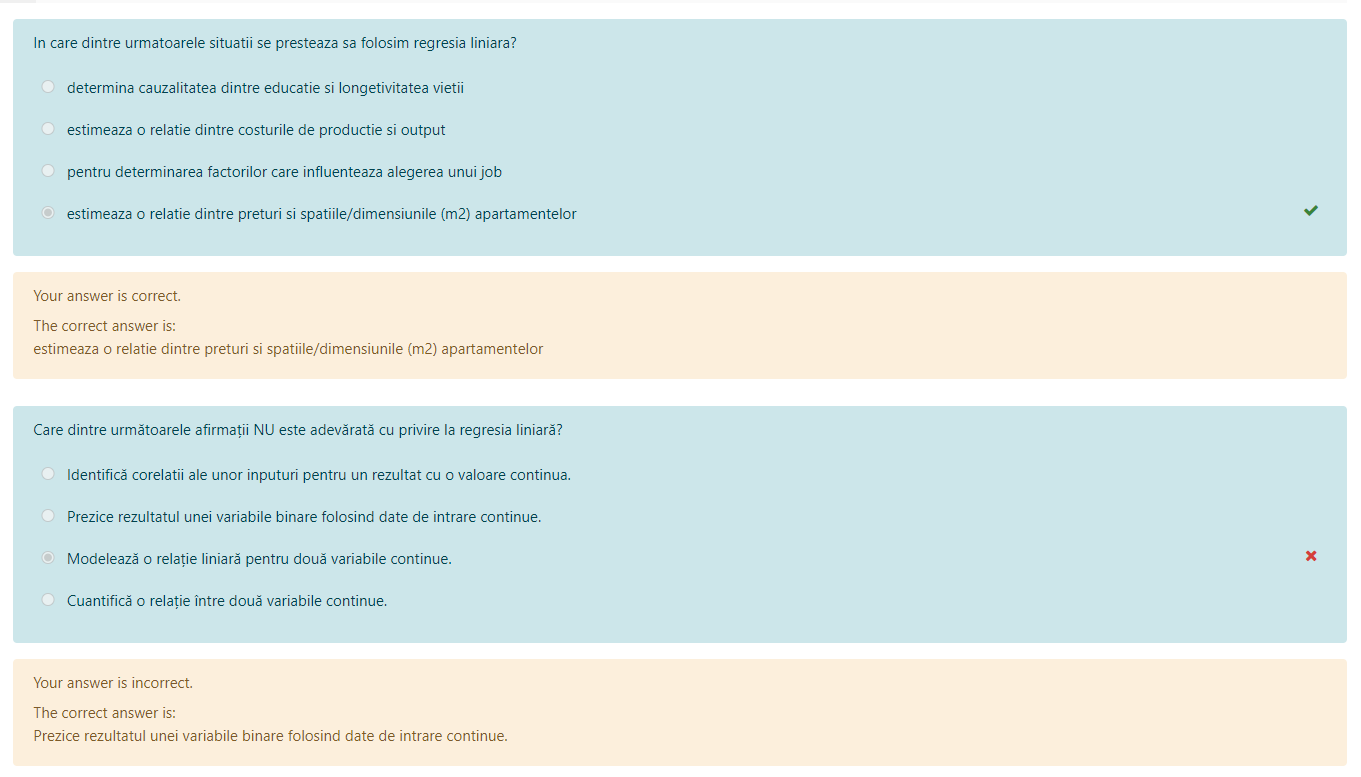 In care dintre urmatoarele situatii se presteaza sa folosim regresia liniara?
determina cauzalitatea dintre educatie si longetivitatea vietii
estimeaza o relatie dintre costurile de productie si output
pentru determinarea factorilor care influenteaza alegerea unui job
estimeaza o relatie dintre preturi si spatiile/dimensiunile (m2) apartamentelor
Your answer is correct.
The correct answer is:
estimeaza o relatie dintre preturi si spatiile/dimensiunile (m2) apartamentelor
Care dintre următoarele afirmații NU este adevărată cu privire la regresia liniară?
Identifică corelatii ale unor inputuri pentru un rezultat cu o valoare continua.
Prezice rezultatul unei variabile binare folosind date de intrare continue.
Modelează o relație liniară pentru două variabile continue.
Cuantifică o relație între două variabile continue.
Your answer is incorrect.
The correct answer is:
Prezice rezultatul unei variabile binare folosind date de intrare continue.